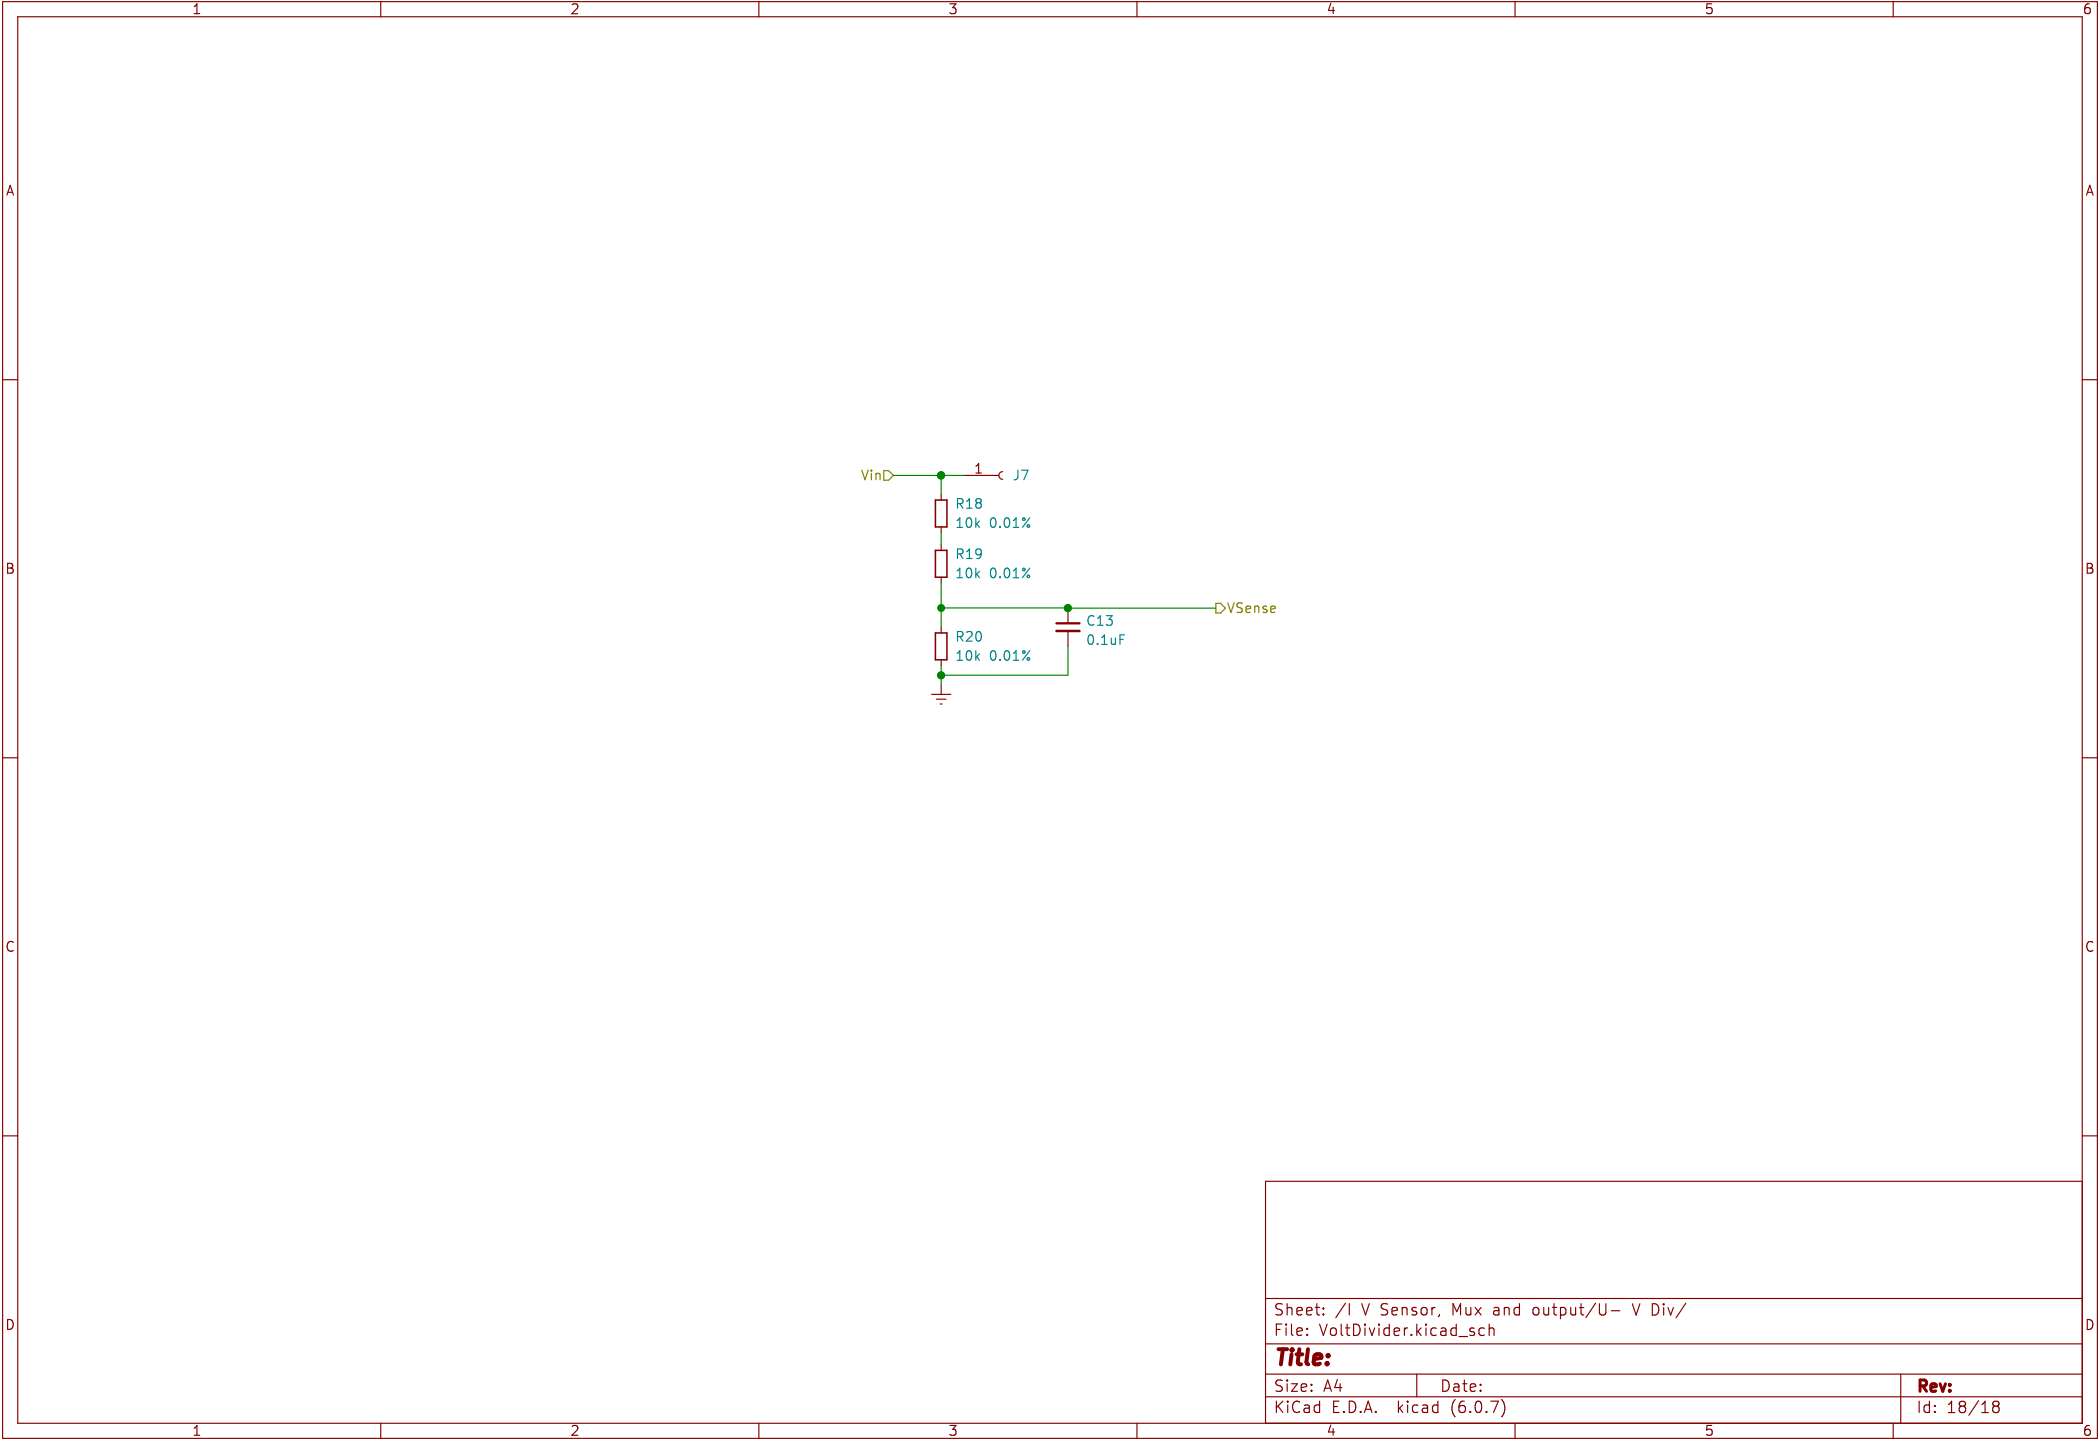 1 2 3 4 5 6
A A
Vin 1 J7
R18
10k 0.01%
R19
10k 0.01%
B B
VSense
C13
0.1uF
R20
10k 0.01%
C C
Sheet: /I V Sensor, Mux and output/U- V Div/
File: VoltDivider.kicad_sch
D D
Title:
Size: A4 Date: Rev:
KiCad E.D.A. kicad (6.0.7) Id: 18/18
1 2 3 4 5 6